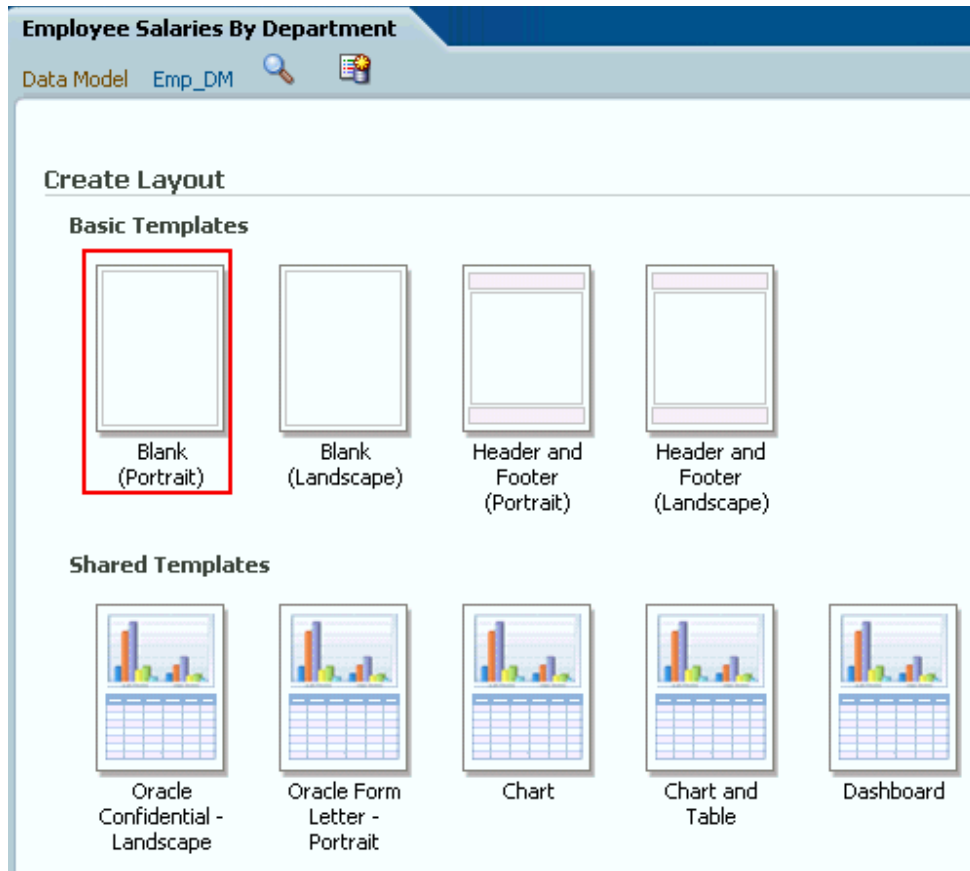 Employee Salaries By Department
Data Model Emp_DM
Create Layout
Basic Templates
Blank
(Portrait)
Blank
(Landscape)
Header and
Footer
(Portrait)
Header and
Footer
(Landscape)
Shared Templates
Oracle
Confidential -
Landscape
Oracle Form
Letter -
Portrait
Chart
Chart and
Table
Dashboard